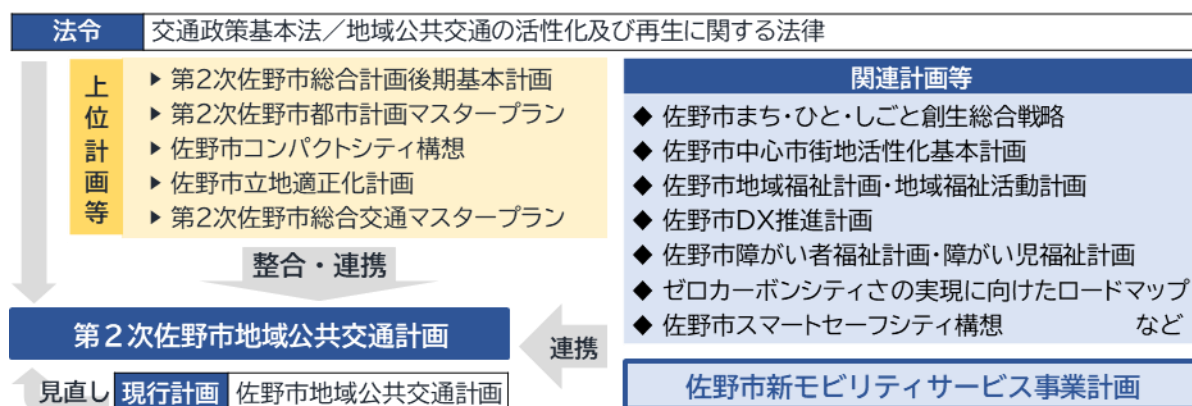 法令 交通政策基本法／地域公共交通の活性化及び再生に関する法律
上位計画等
▶ 第2次佐野市総合計画後期基本計画
▶ 第2次佐野市都市計画マスタープラン
▶ 佐野市コンパクトシティ構想
▶ 佐野市立地適正化計画
▶ 第2次佐野市総合交通マスタープラン
整合・連携
第２次佐野市地域公共交通計画
見直し 現行計画 佐野市地域公共交通計画
連携
関連計画等
◆ 佐野市まち・ひと・しごと創生総合戦略
◆ 佐野市中心市街地活性化基本計画
◆ 佐野市地域福祉計画・地域福祉活動計画
◆ 佐野市DX推進計画
◆ 佐野市障がい者福祉計画・障がい児福祉計画
◆ ゼロカーボンシティさの実現に向けたロードマップ
◆ 佐野市スマートセーフシティ構想 など
佐野市新モビリティサービス事業計画